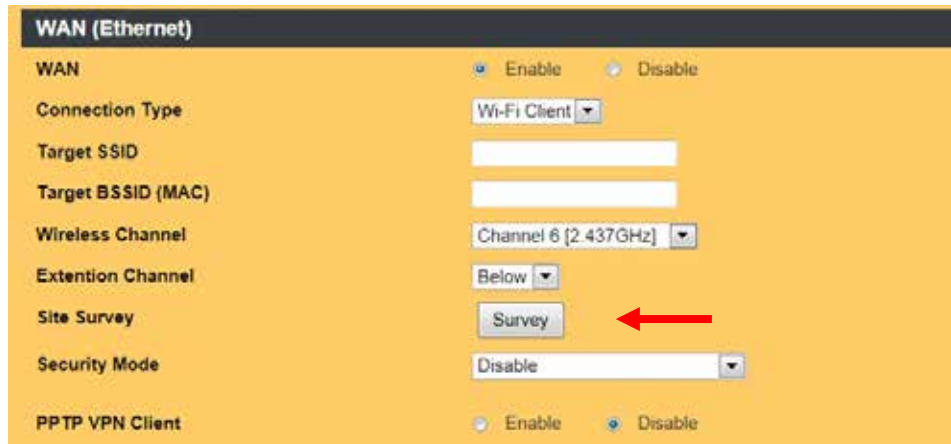 WAN (Ethernet)
WAN Enable Disable
Connection Type Wi-Fi Client
Target SSID
Target BSSID (MAC)
Wireless Channel Channel 6 [2.437GHz]
Extention Channel Below
Site Survey Survey
Security Mode Disable
PPTP VPN Client Enable Disable